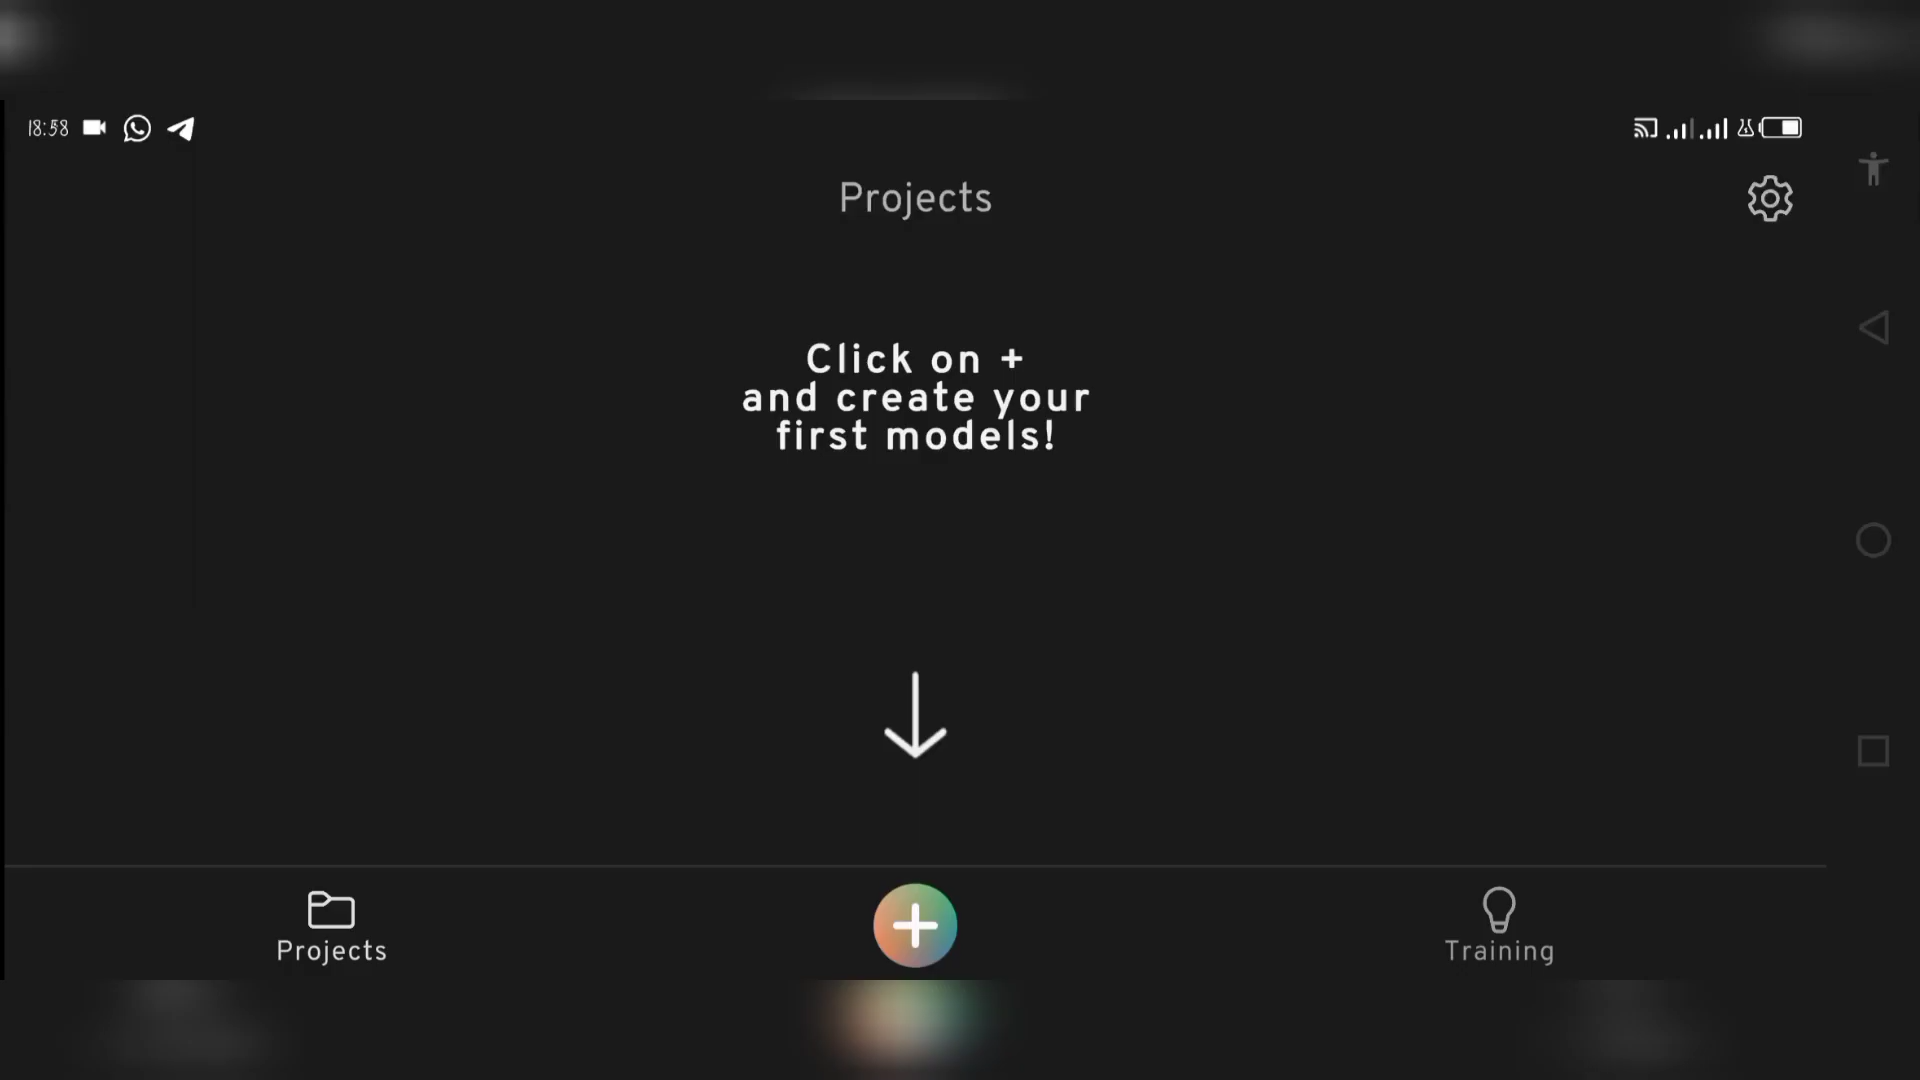 18:58
Projects
Click on +
and create your
first models!
Projects
Training